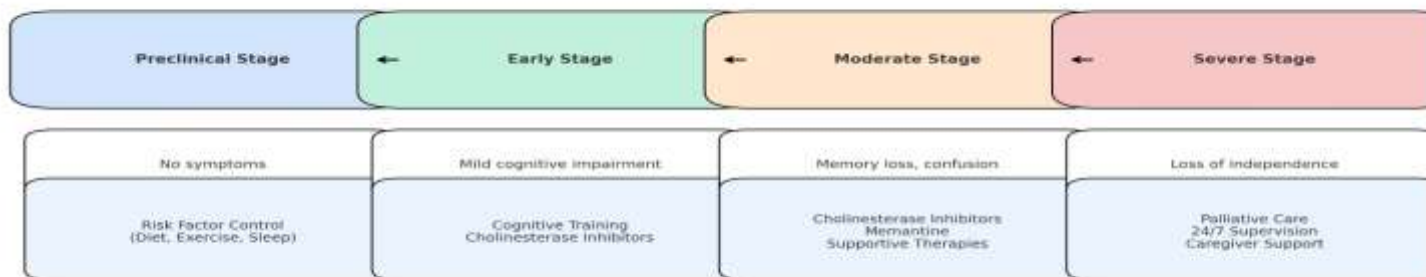 Preclinical Stage
Early Stage
Moderate Stage
Severe Stage
No symptoms
Mild cognitive impairment
Memory loss, confusion
Loss of independence
Risk Factor Control
(Diet, Exercise, Sleep)
Cognitive Training
Cholinesterase Inhibitors
Cholinesterase Inhibitors
Memantine
Supportive Therapies
Palliative Care
24/7 Supervision
Caregiver Support